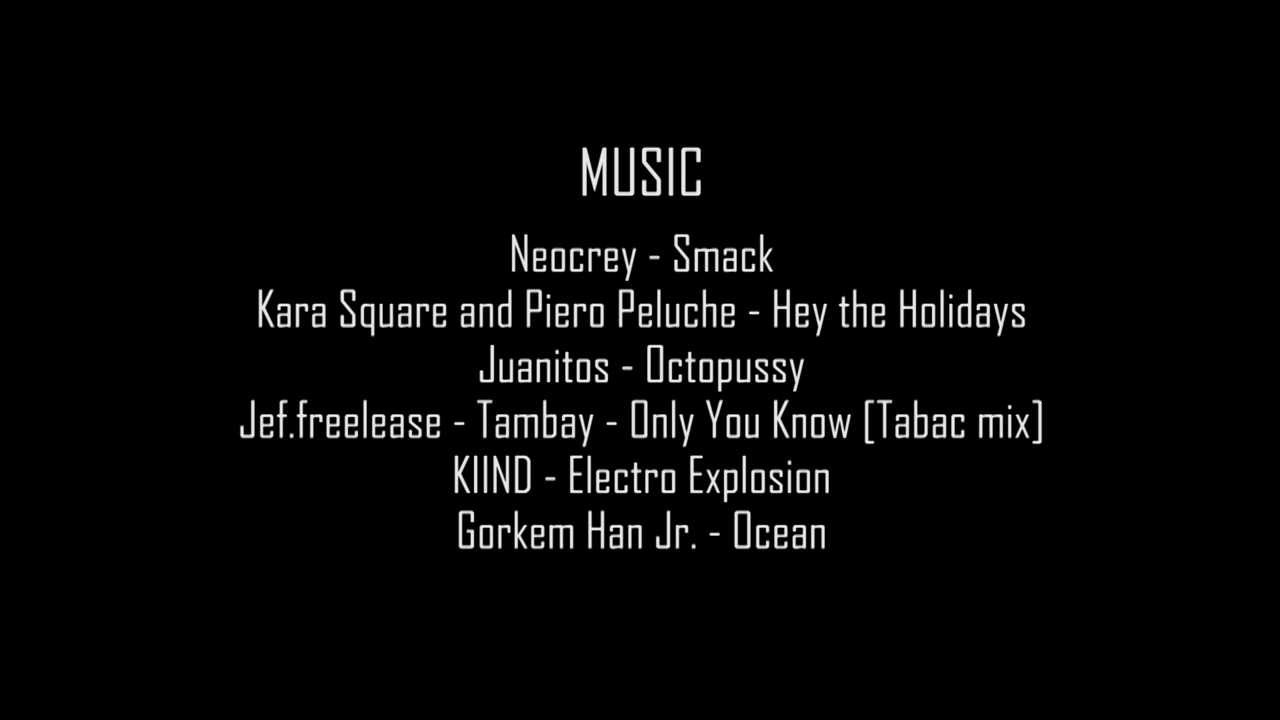 MUSIC
Neocrey - Smack
Kara Square and Piero Peluche - Hey the Holidays
Juanitos - Octopussy
Jef.freelease - Tambay - Only You Know [Tabac mix]
KIIND - Electro Explosion
Gorkem Han Jr. - Ocean